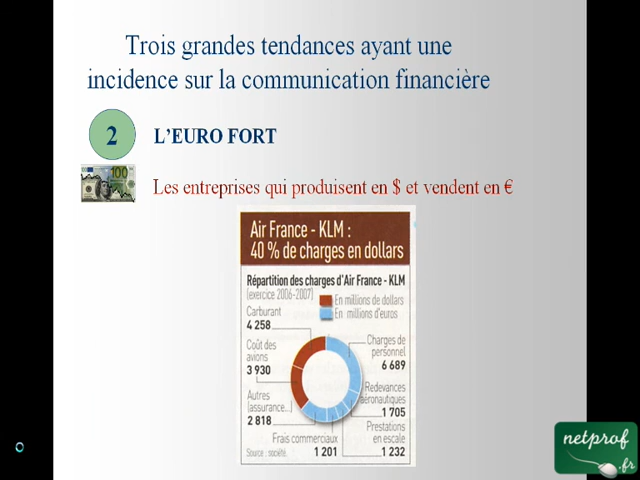 Trois grandes tendances ayant une
incidence sur la communication financière
2
L'EURO FORT
100
Les entreprises qui produisent en $ et vendent en €
Air France - KLM :
40 % de charges en dollars
Répartition des charges d'Air France - KLM
(exercice 2006-2007)
En millions de dollars
En millions d'euros
Carburant
4 258
Coût des
avions
3 930
Autres
(assurance...)
2 818
Frais commerciaux
1 201
Charges de
personnel
6 689
Redevances
aéronautiques
1 705
Prestations
en escale
1 232
Source : société.
netprof
.fr